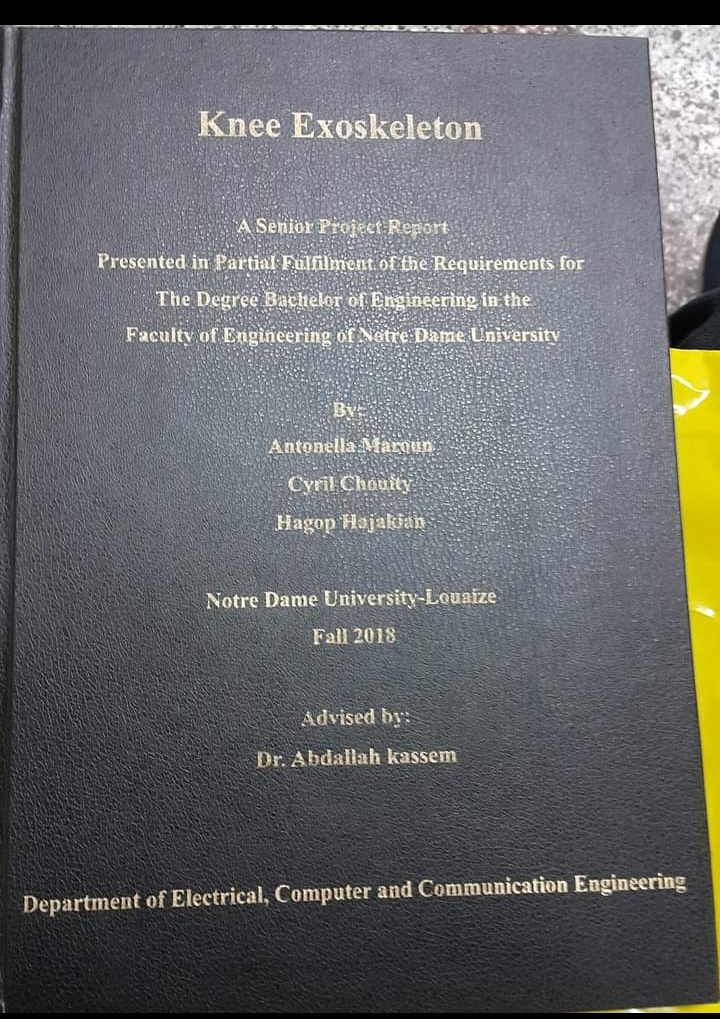 Knee Exoskeleton
A Senior Project Report
Presented in Partial Fulfilment of the Requirements for
The Degree Bachelor of Engineering in the
Faculty of Engineering of Notre Dame University
By:
Antonella Maroun
Cyril Chouity
Hagop Hajakian
Notre Dame University-Louaize
Fall 2018
Advised by:
Dr. Abdallah kassem
Department of Electrical, Computer and Communication Engineering